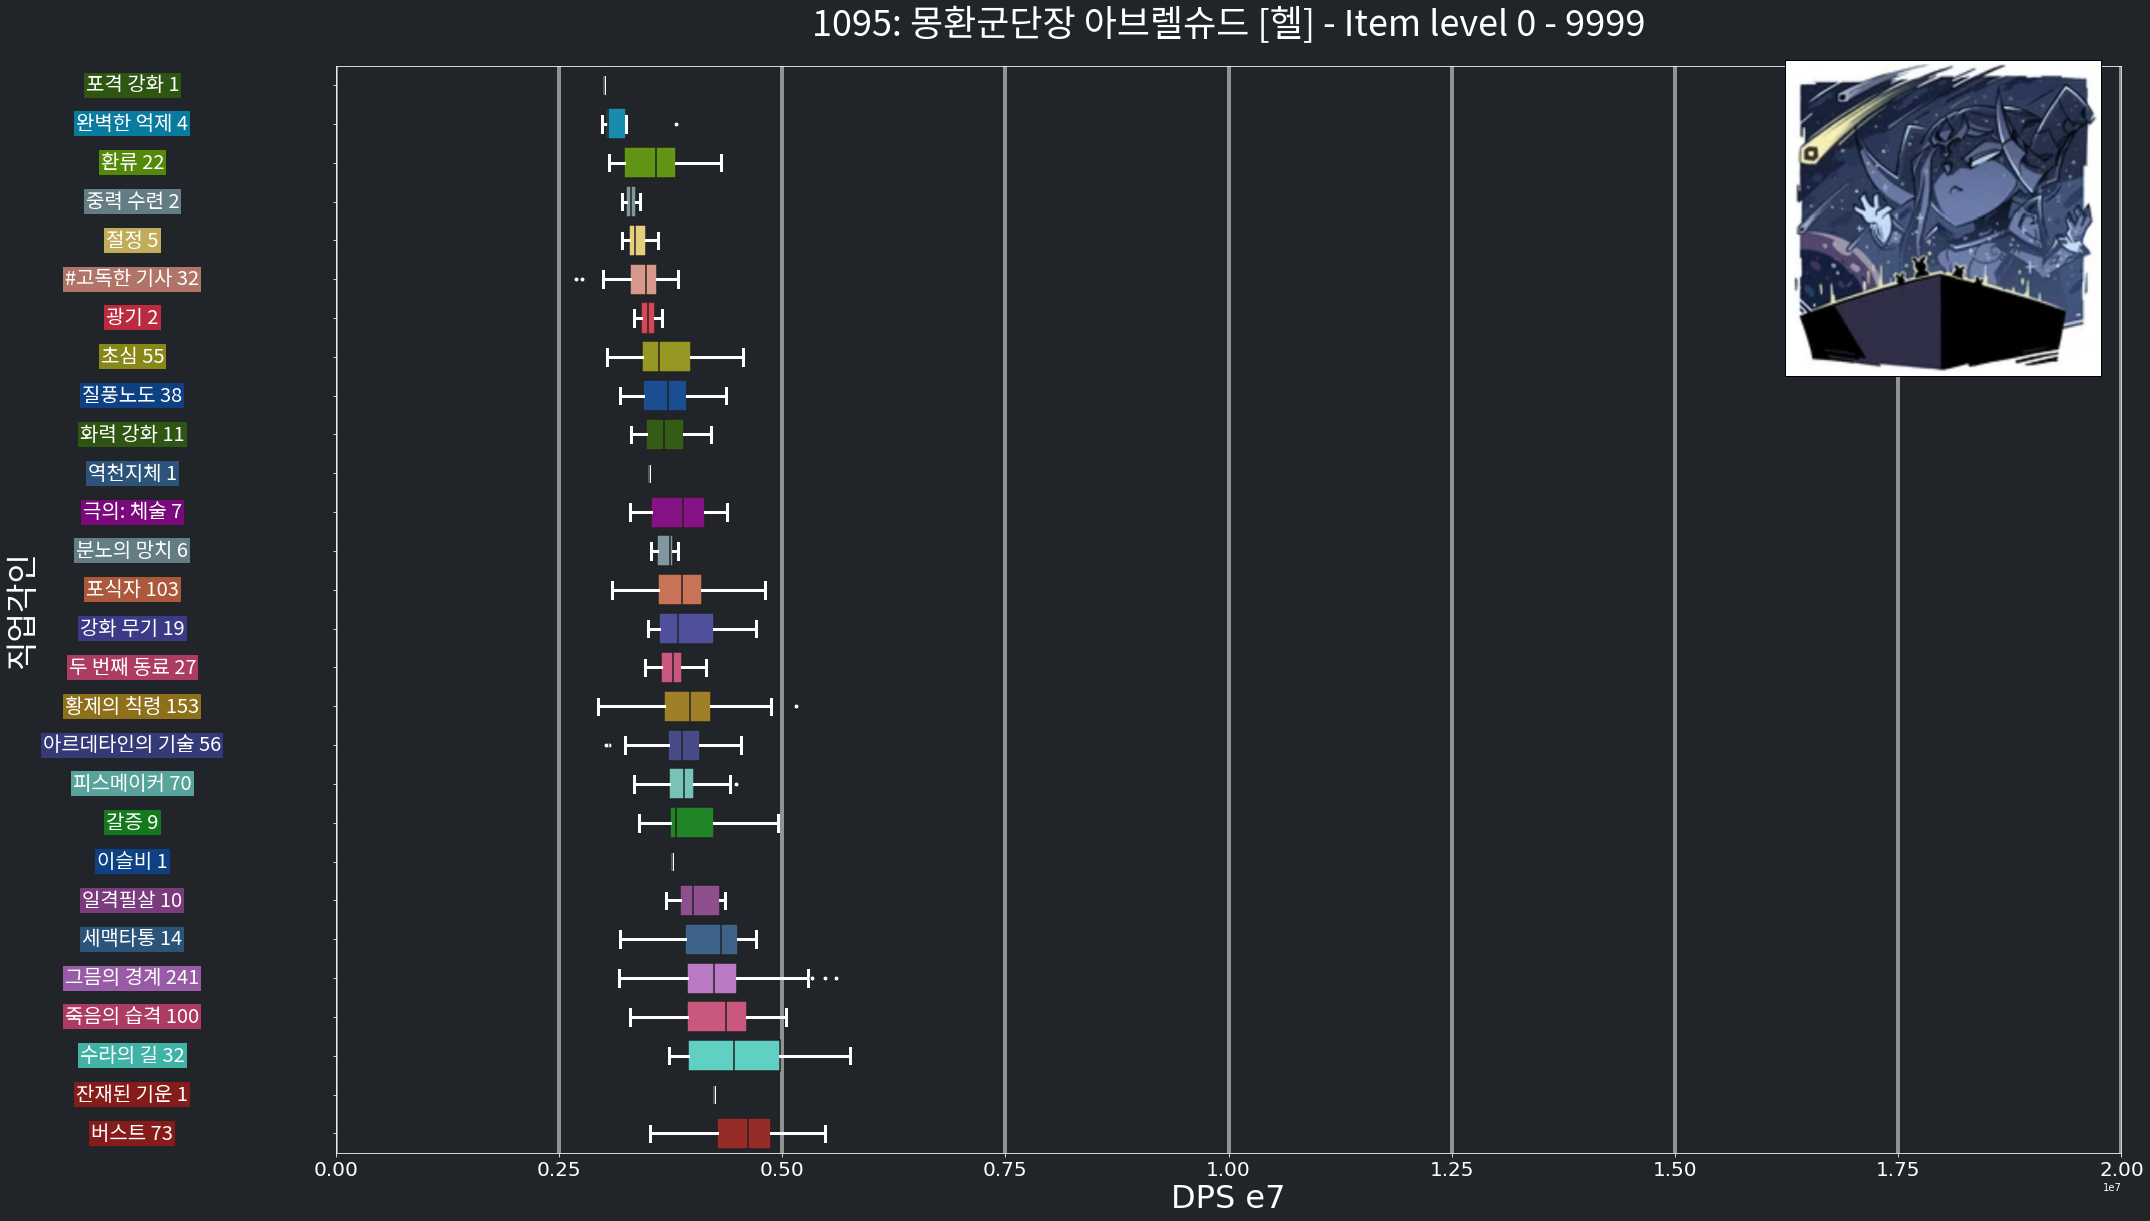 1095: 몽환군단장 아브렐슈드 [헬] - Item level 0 - 9999
직업각인
포격 강화 1
완벽한 억제 4
환류 22
중력 수련 2
절정 5
#고독한 기사 32
광기 2
초심 55
질풍노도 38
화력 강화 11
역천지체 1
극의: 체술 7
분노의 망치 6
포식자 103
강화 무기 19
두 번째 동료 27
황제의 칙령 153
아르데타인의 기술 56
피스메이커 70
갈증 9
이슬비 1
일격필살 10
세맥타통 14
그믐의 경계 241
죽음의 습격 100
수라의 길 32
잔재된 기운 1
버스트 73
0.00 0.25 0.50 0.75 1.00 1.25 1.50 1.75 2.00
1e7
DPS e7